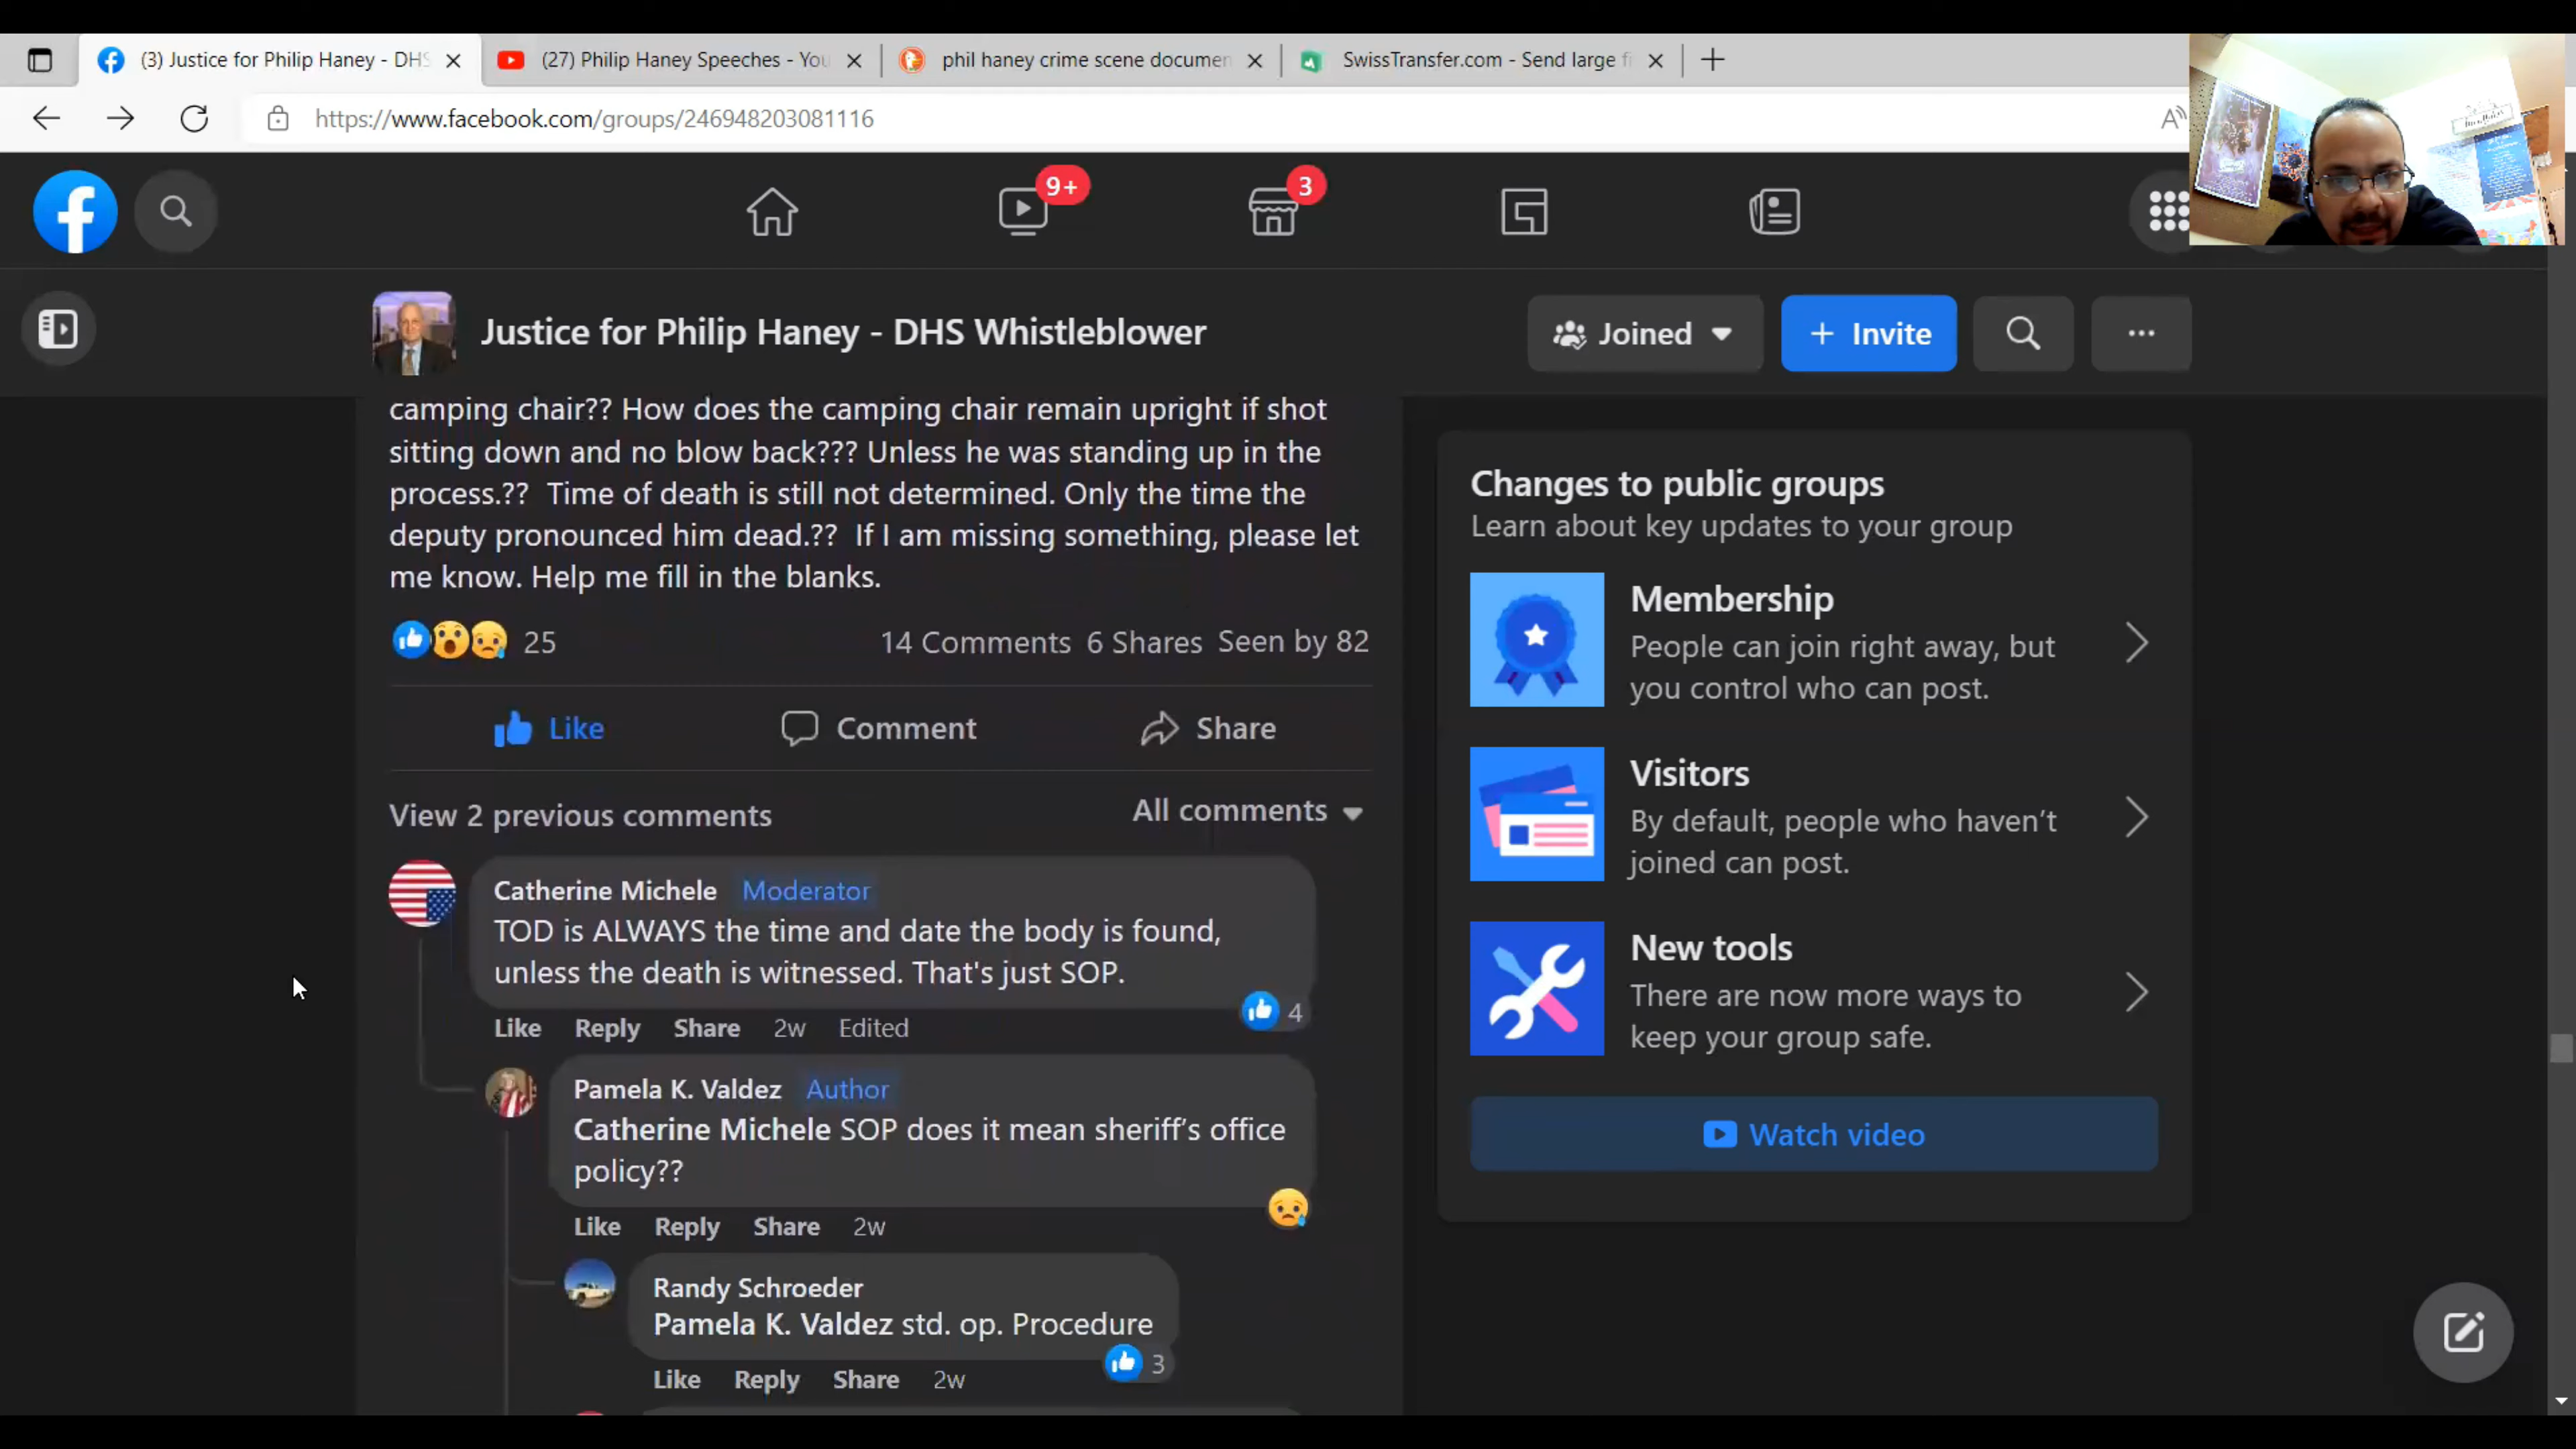 (3) Justice for Philip Haney - DHS
(27) Philip Haney Speeches - You
phil haney crime scene documen
SwissTransfer.com - Send large fi
https://www.facebook.com/groups/246948203081116
9+
3
Justice for Philip Haney - DHS Whistleblower
Joined
+ Invite
camping chair?? How does the camping chair remain upright if shot
sitting down and no blow back??? Unless he was standing up in the
process.?? Time of death is still not determined. Only the time the
deputy pronounced him dead.?? If I am missing something, please let
me know. Help me fill in the blanks.
25
14 Comments 6 Shares Seen by 82
Like
Comment
Share
View 2 previous comments
All comments
Catherine Michele Moderator
TOD is ALWAYS the time and date the body is found,
unless the death is witnessed. That's just SOP.
4
Like Reply Share 2w Edited
Pamela K. Valdez Author
Catherine Michele SOP does it mean sheriff's office
policy??
Like Reply Share 2w
Randy Schroeder
Pamela K. Valdez std. op. Procedure
3
Like Reply Share 2w
Changes to public groups
Learn about key updates to your group
Membership
People can join right away, but
you control who can post.
Visitors
By default, people who haven't
joined can post.
New tools
There are now more ways to
keep your group safe.
Watch video